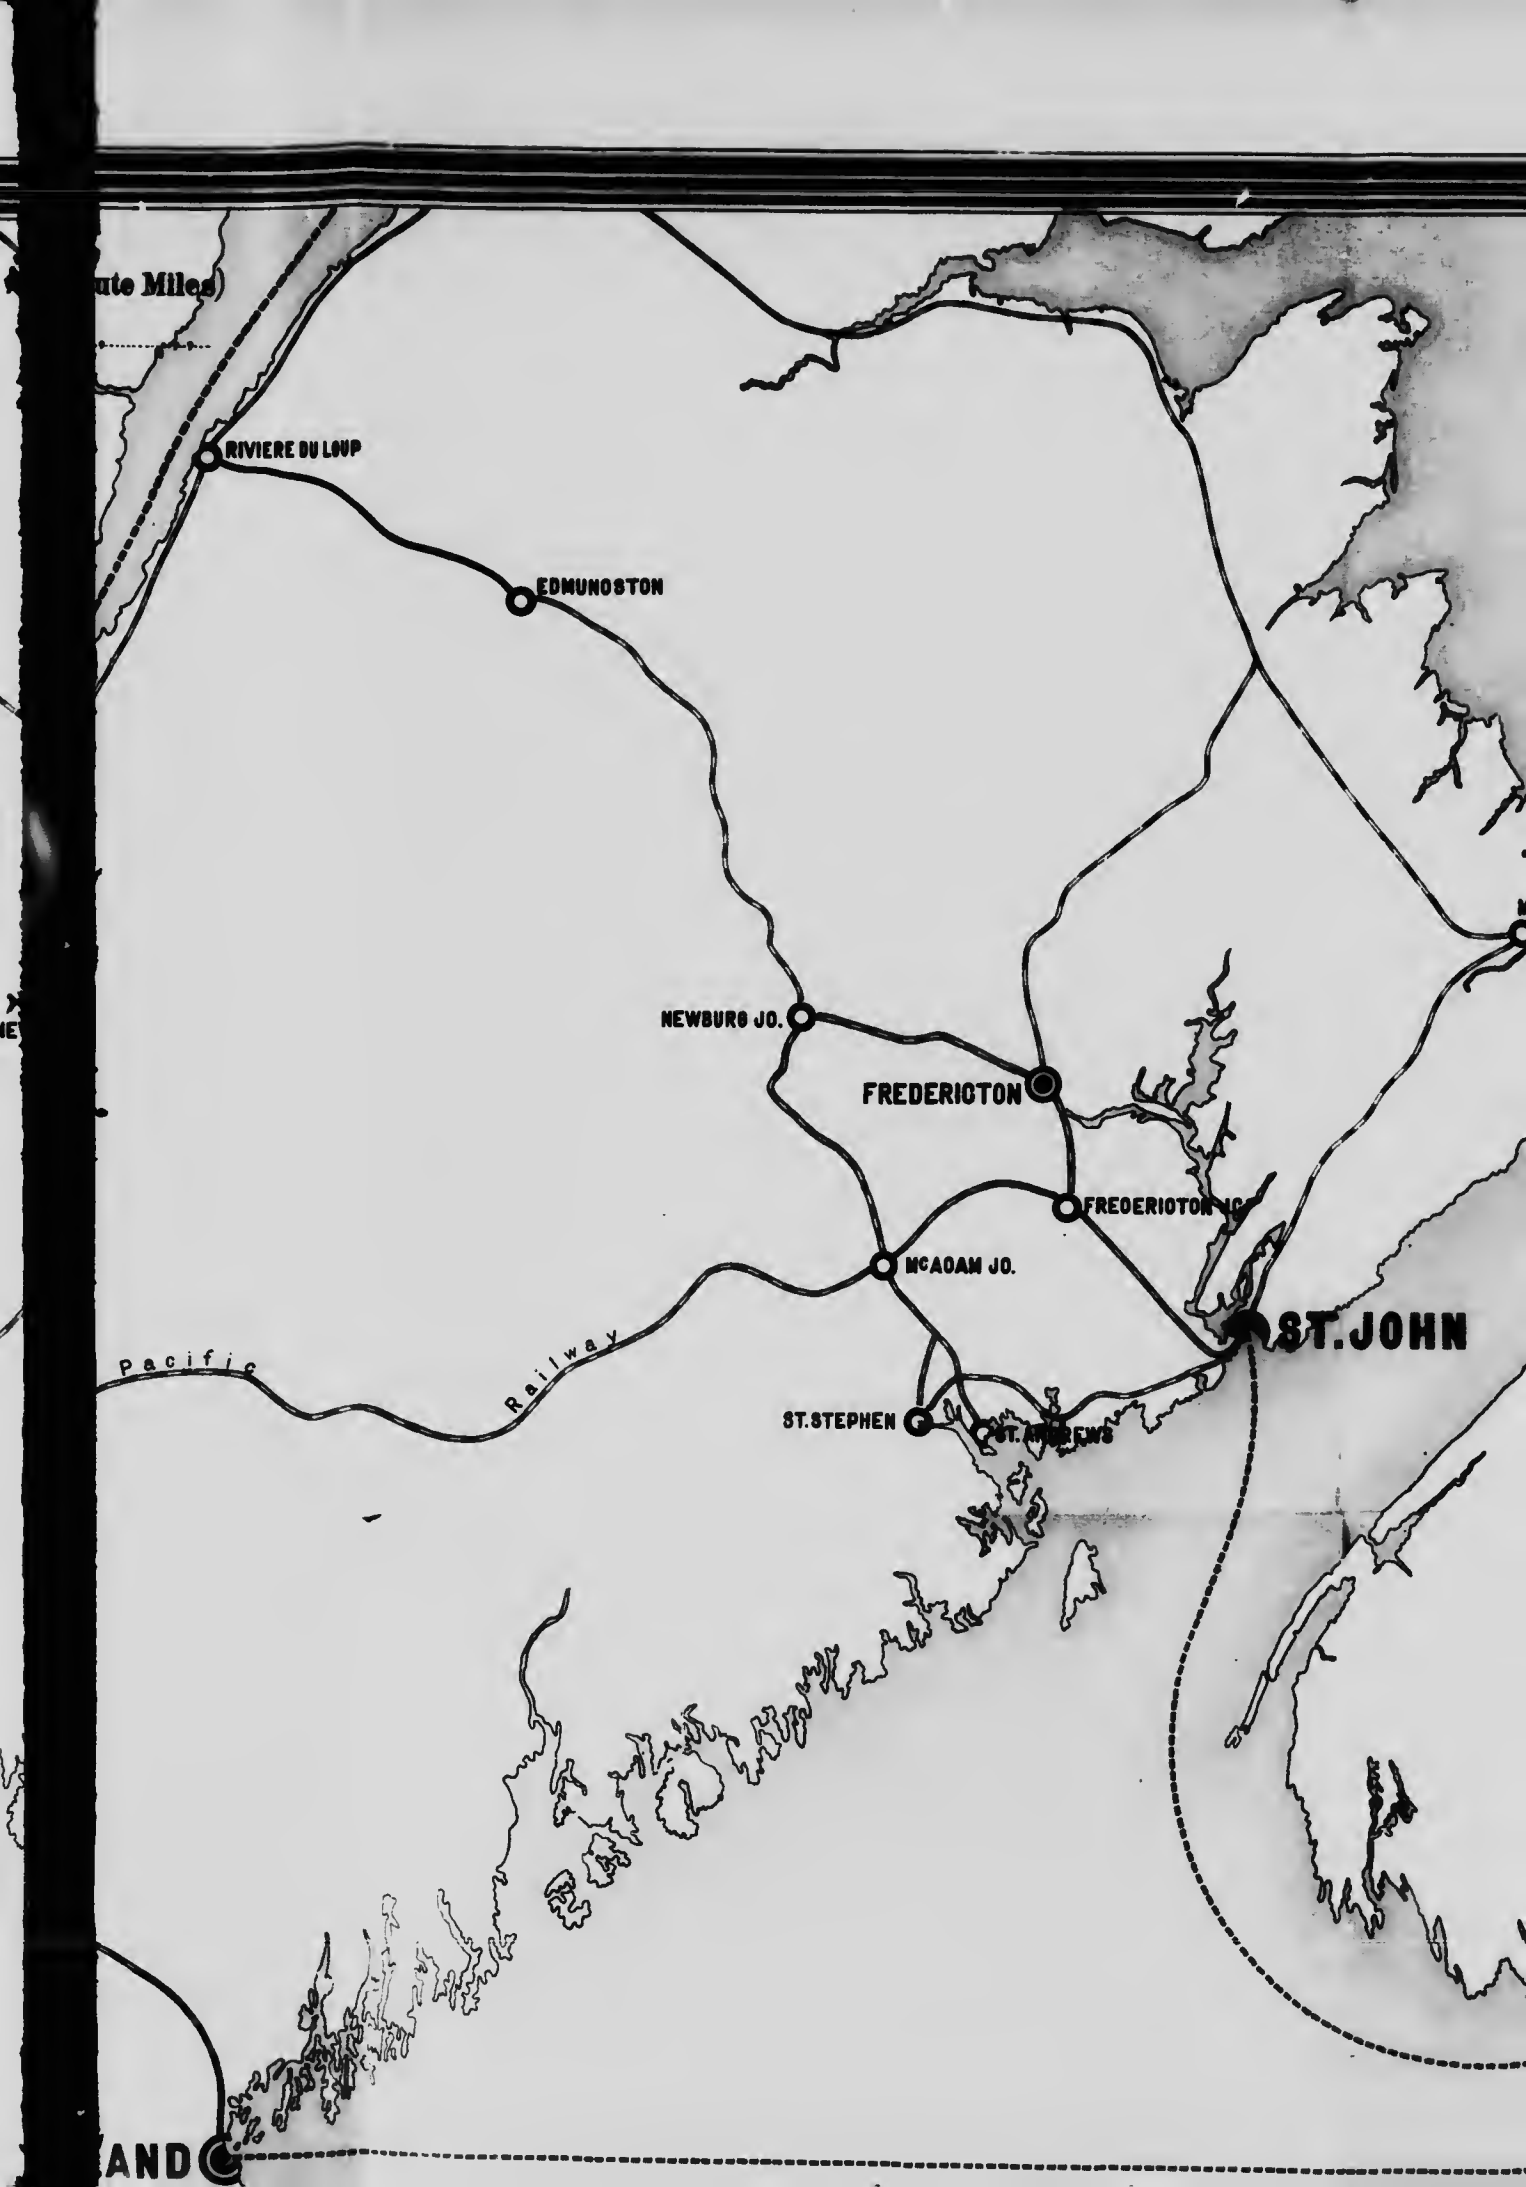 ute Miles)
RIVIERE DU LOUP
EDMUNDSTON
NEWBURG JC.
FREDERICTON
FREDERICTON JC.
McADAM JC.
ST. JOHN
Pacific Railway
ST. STEPHEN
ST. ANDREWS
AND